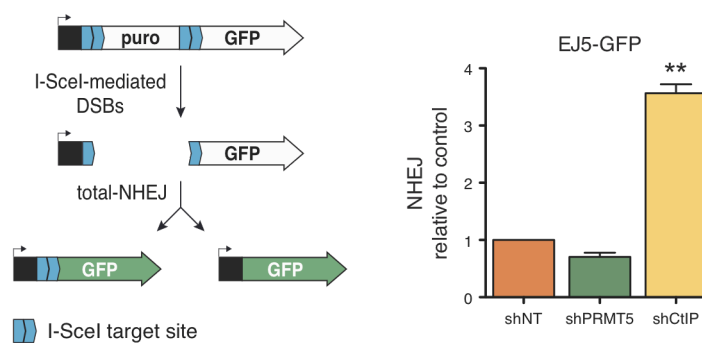 puro GFP
I-SceI-mediated
DSBs
GFP
total-NHEJ
GFP
GFP
I-SceI target site
EJ5-GFP
NHEJ
relative to control
4
3
2
1
0
**
shNT
shPRMT5
shCtIP